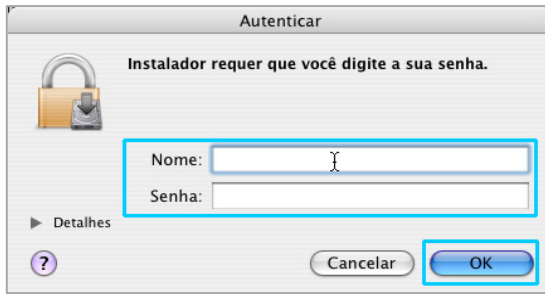 Autenticar
Instalador requer que você digite a sua senha.
Nome:
Senha:
Detalhes
?
Cancelar
OK